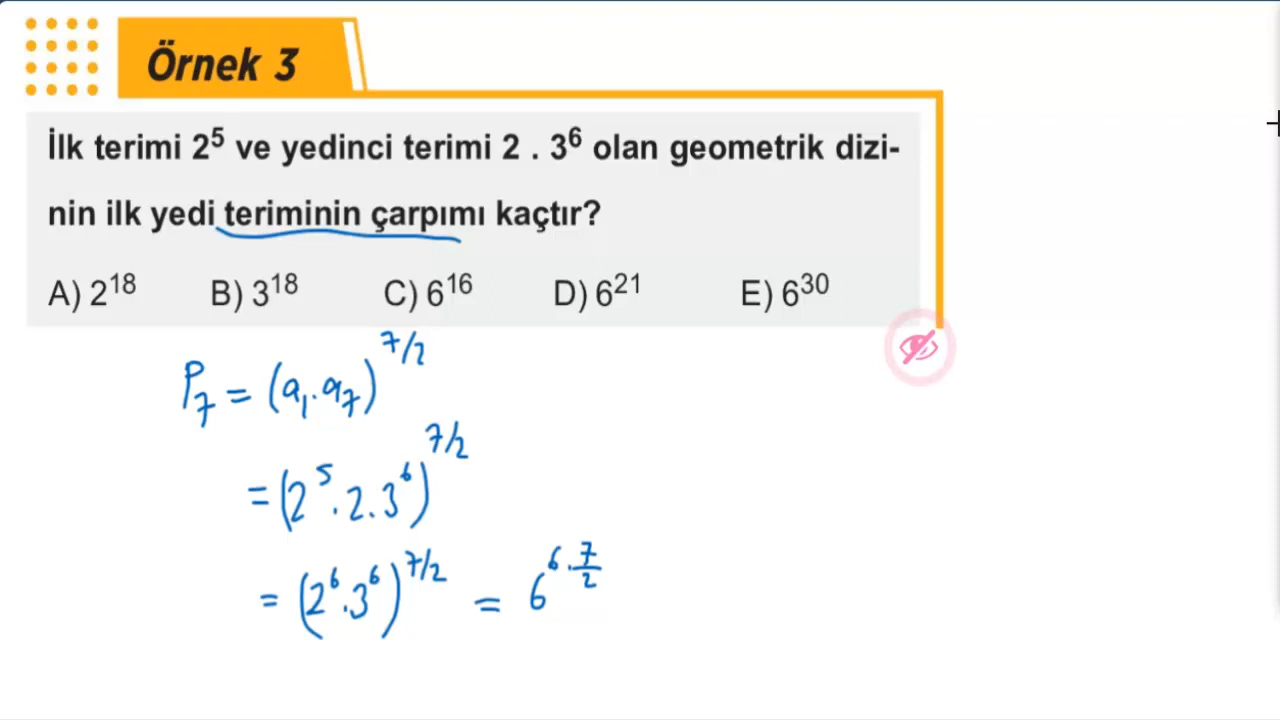 Örnek 3
İlk terimi 2⁵ ve yedinci terimi 2 . 3⁶ olan geometrik dizi-
nin ilk yedi teriminin çarpımı kaçtır?
A) 2¹⁸ B) 3¹⁸ C) 6¹⁶ D) 6²¹ E) 6³⁰
P₇ = (a₁.a₇)^7/2
= (2⁵.2.3⁶)^7/2
= (2⁶.3⁶)^7/2 = 6^6.7/2